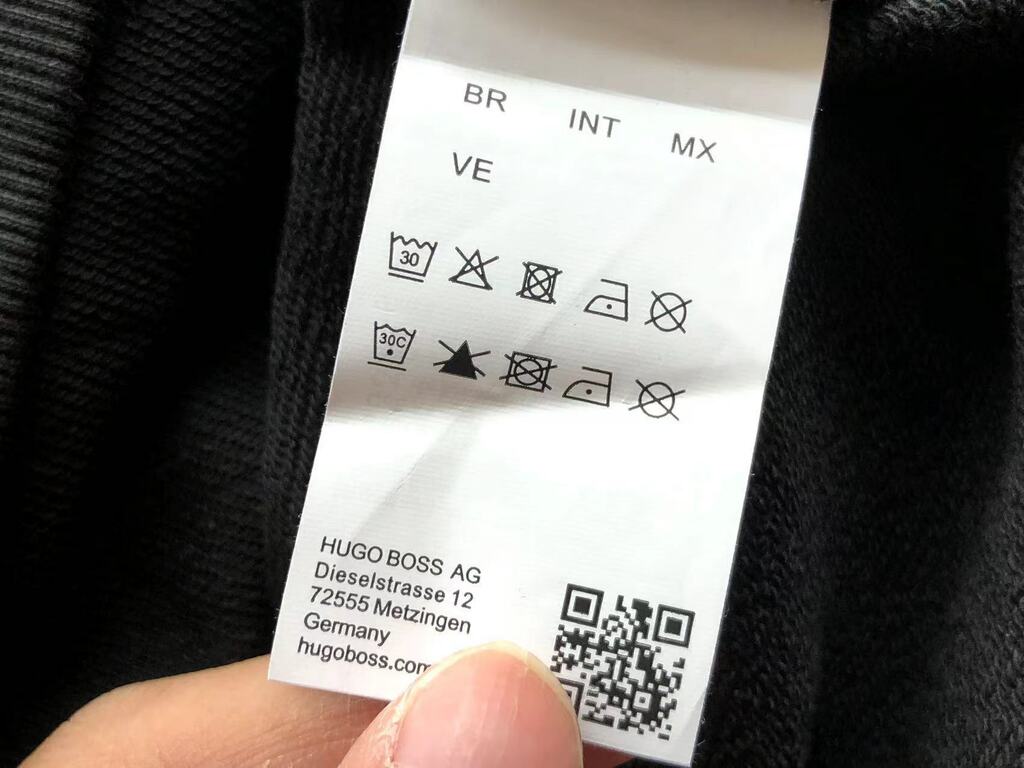 BR INT MX
VE
30
30C
HUGO BOSS AG
Dieselstrasse 12
72555 Metzingen
Germany
hugoboss.com